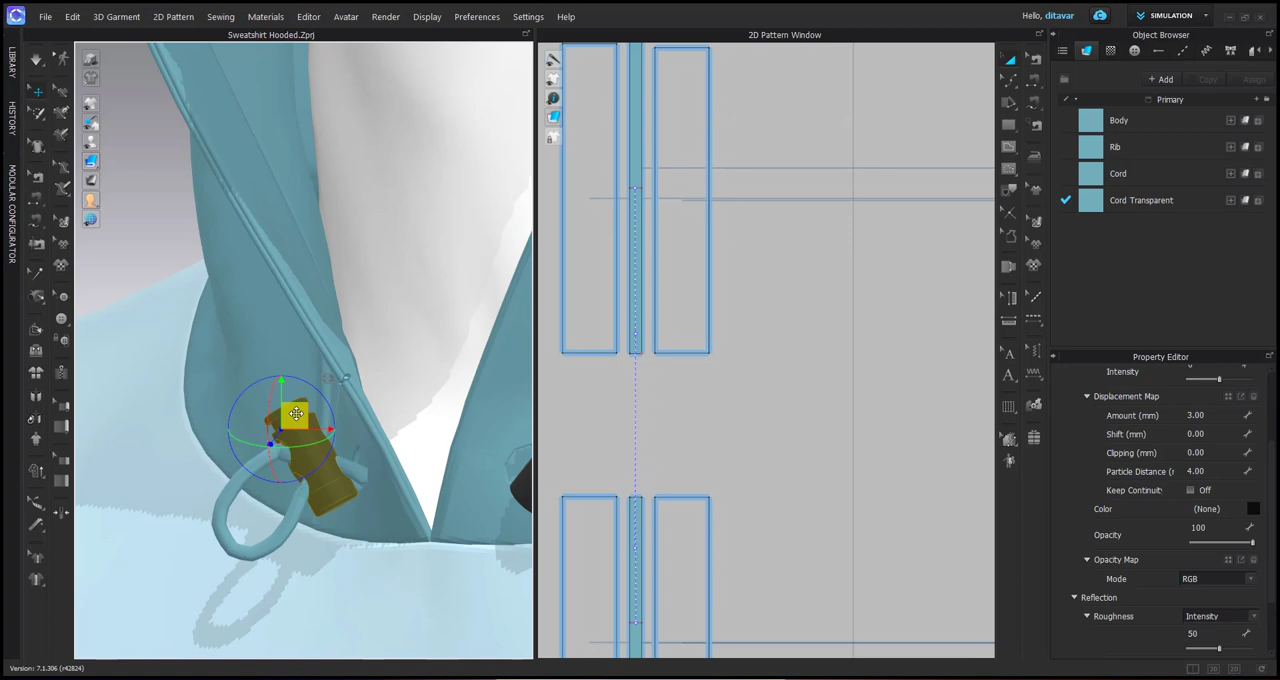 File Edit 3D Garment 2D Pattern Sewing Materials Editor Avatar Render Display Preferences Settings Help
Hello, ditavar
SIMULATION
Sweatshirt Hooded.Zprj
2D Pattern Window
Object Browser
LIBRARY
HISTORY
MODULAR CONFIGURATOR
+ Add Copy Assign
Primary
Body
Rib
Cord
Cord Transparent
Property Editor
Intensity
Displacement Map
Amount (mm) 3.00
Shift (mm) 0.00
Clipping (mm) 0.00
Particle Distance (r 4.00
Keep Continuit Off
Color (None)
Opacity 100
Opacity Map
Mode RGB
Reflection
Roughness Intensity
50
Version: 7.1.306 (r42824)
2D